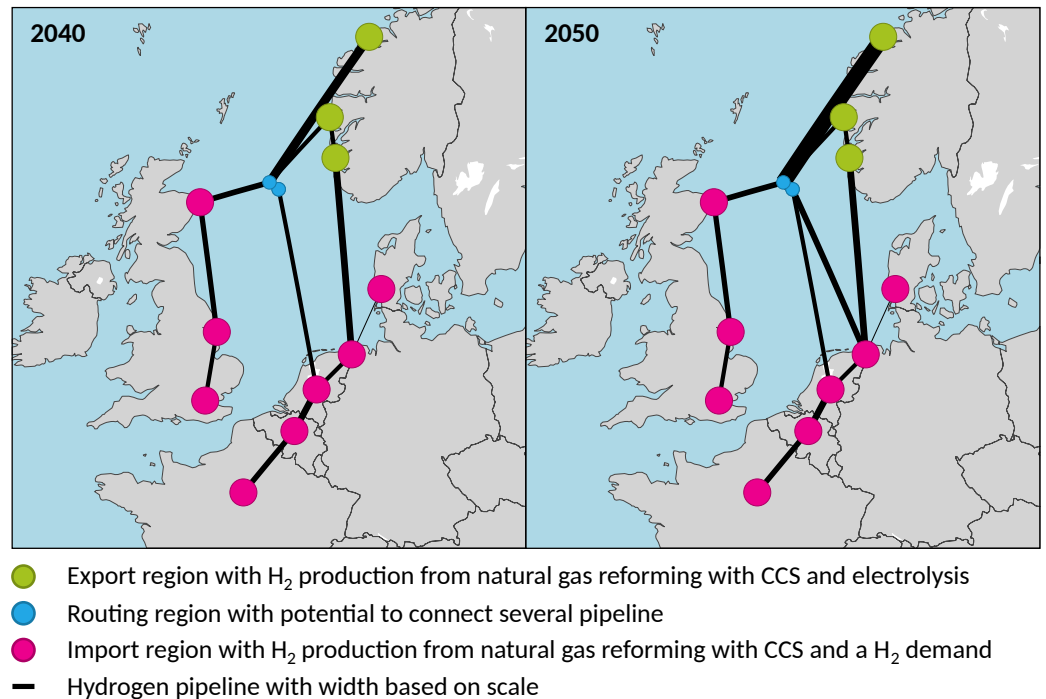 2040
2050
Export region with H₂ production from natural gas reforming with CCS and electrolysis
Routing region with potential to connect several pipeline
Import region with H₂ production from natural gas reforming with CCS and a H₂ demand
Hydrogen pipeline with width based on scale